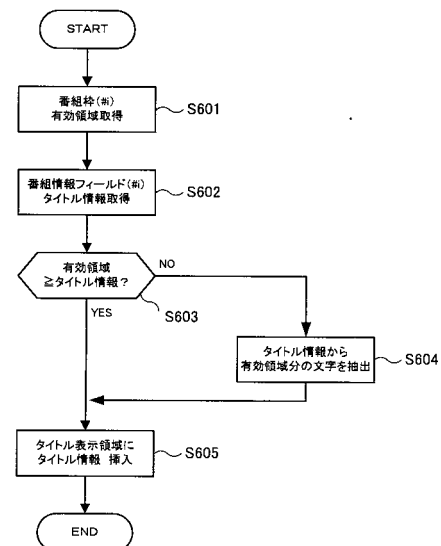 START
番組枠(#i)
有効領域取得
S601
番組情報フィールド(#i)
タイトル情報取得
S602
有効領域
≧タイトル情報？
NO
S603
YES
タイトル情報から
有効領域分の文字を抽出
S604
タイトル表示領域に
タイトル情報 挿入
S605
END